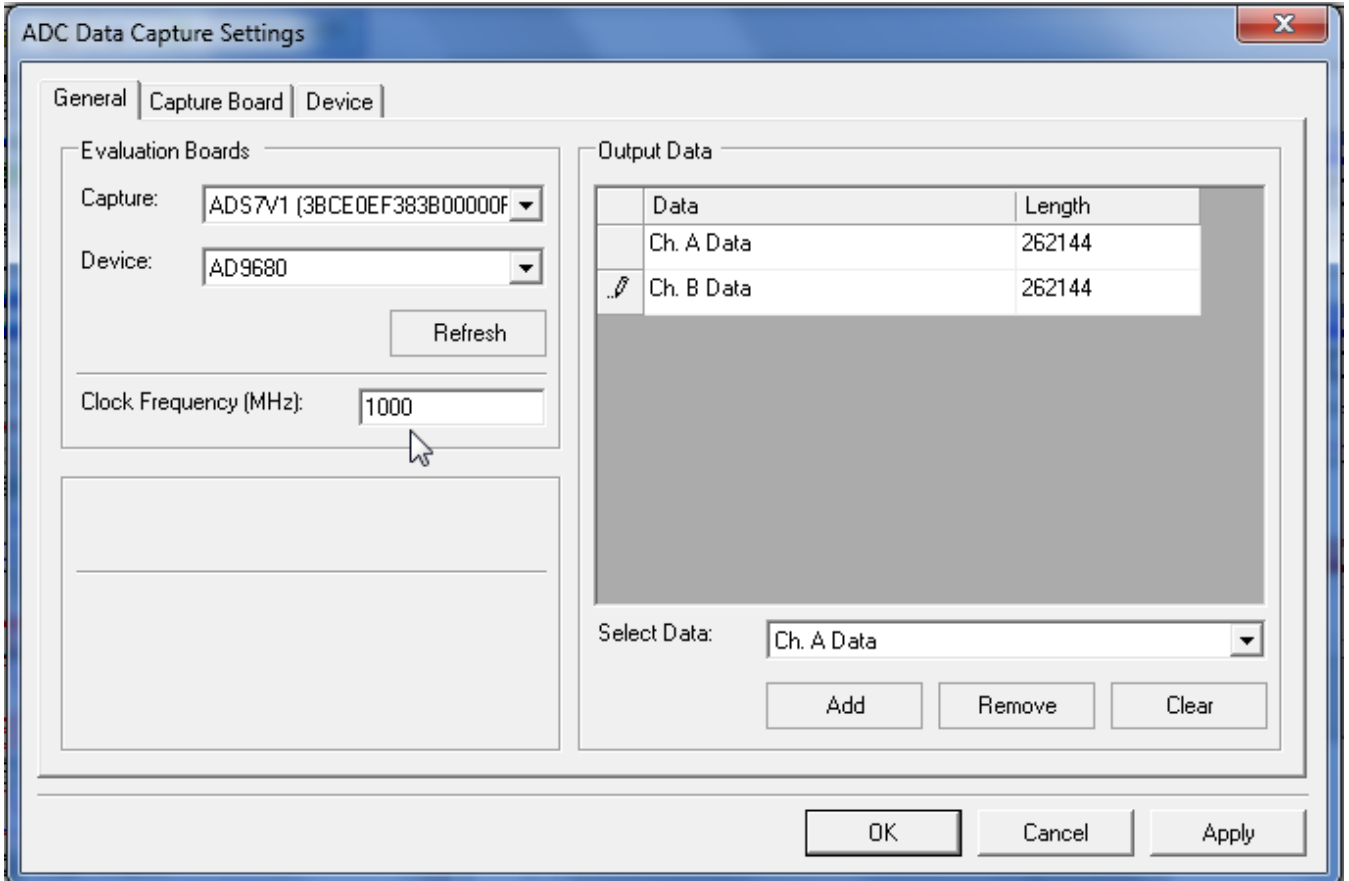 ADC Data Capture Settings
General Capture Board Device
Evaluation Boards
Capture: ADS7V1 (3BCE0EF383B00000F
Device: AD9680
Refresh
Clock Frequency (MHz): 1000
Output Data
Data Length
Ch. A Data 262144
Ch. B Data 262144
Select Data: Ch. A Data
Add Remove Clear
OK Cancel Apply